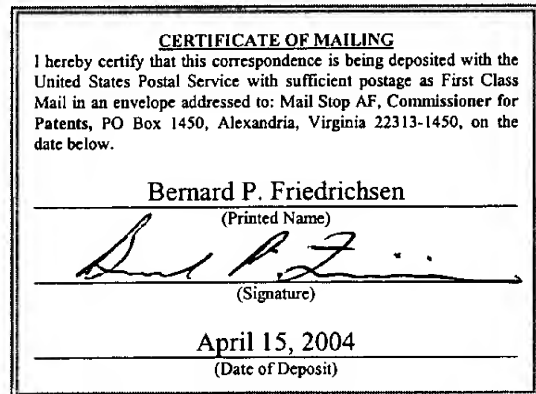 CERTIFICATE OF MAILING
I hereby certify that this correspondence is being deposited with the
United States Postal Service with sufficient postage as First Class
Mail in an envelope addressed to: Mail Stop AF, Commissioner for
Patents, PO Box 1450, Alexandria, Virginia 22313-1450, on the
date below.
Bernard P. Friedrichsen
(Printed Name)
(Signature)
April 15, 2004
(Date of Deposit)